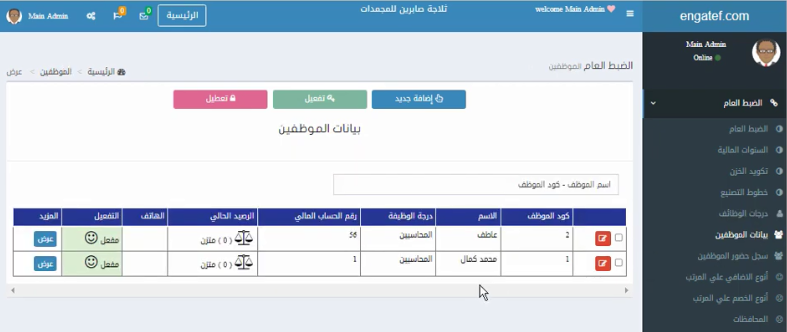 engatef.com
welcome Main Admin
ثلاجة صابرين للمجمدات
الرئيسية
0
0
Main Admin
Main Admin
Online
الضبط العام
الضبط العام
السنوات المالية
تكويد الخزن
خطوط التصنيع
درجات الوظائف
بيانات الموظفين
سجل حضور الموظفين
أنوع الاضافي علي المرتب
أنوع الخصم علي المرتب
المحافظات
الضبط العام الموظفين
الرئيسية > الموظفين > عرض
إضافة جديد
تفعيل
تعطيل
بيانات الموظفين
اسم الموظف - كود الموظف
كود الموظف الاسم درجة الوظيفة رقم الحساب المالي الرصيد الحالي الهاتف التفعيل المزيد
2 عاطف المحاسبين 56 ( 0 ) متزن مفعل عرض
1 محمد كمال المحاسبين 1 ( 0 ) متزن مفعل عرض